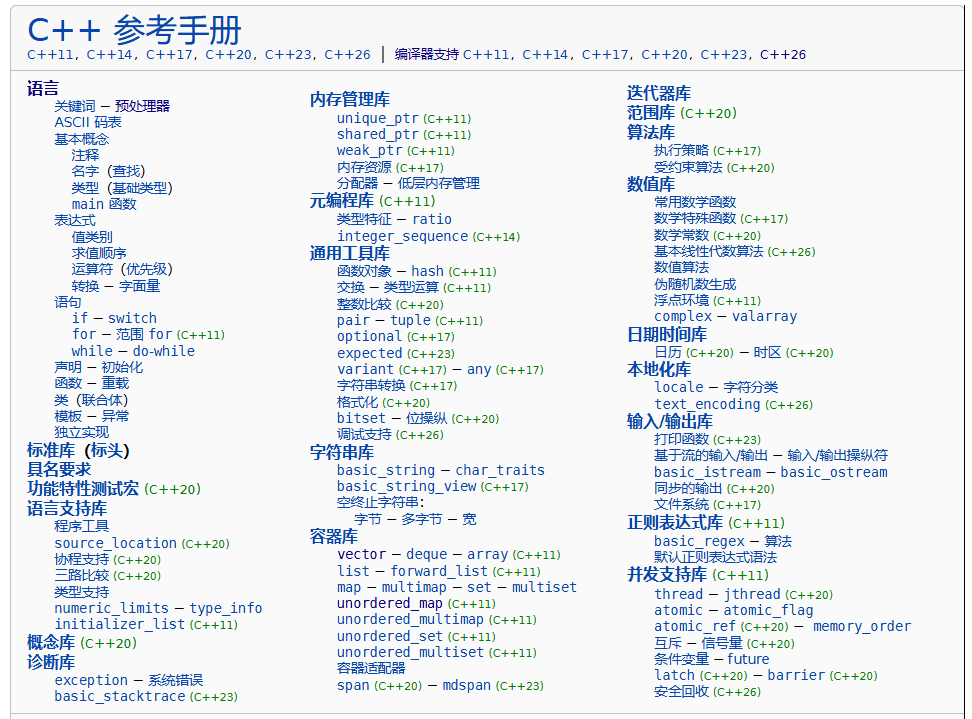 C++ 参考手册
C++11, C++14, C++17, C++20, C++23, C++26 | 编译器支持 C++11, C++14, C++17, C++20, C++23, C++26
语言
关键词 − 预处理器
ASCII 码表
基本概念
注释
名字（查找）
类型（基础类型）
main 函数
表达式
值类别
求值顺序
运算符（优先级）
转换 − 字面量
语句
if − switch
for − 范围 for (C++11)
while − do-while
声明 − 初始化
函数 − 重载
类（联合体）
模板 − 异常
独立实现
标准库（标头）
具名要求
功能特性测试宏 (C++20)
语言支持库
程序工具
source_location (C++20)
协程支持 (C++20)
三路比较 (C++20)
类型支持
numeric_limits − type_info
initializer_list (C++11)
概念库 (C++20)
诊断库
exception − 系统错误
basic_stacktrace (C++23)
内存管理库
unique_ptr (C++11)
shared_ptr (C++11)
weak_ptr (C++11)
内存资源 (C++17)
分配器 − 低层内存管理
元编程库 (C++11)
类型特征 − ratio
integer_sequence (C++14)
通用工具库
函数对象 − hash (C++11)
交换 − 类型运算 (C++11)
整数比较 (C++20)
pair − tuple (C++11)
optional (C++17)
expected (C++23)
variant (C++17) − any (C++17)
字符串转换 (C++17)
格式化 (C++20)
bitset − 位操纵 (C++20)
调试支持 (C++26)
字符串库
basic_string − char_traits
basic_string_view (C++17)
空终止字符串：
字节 − 多字节 − 宽
容器库
vector − deque − array (C++11)
list − forward_list (C++11)
map − multimap − set − multiset
unordered_map (C++11)
unordered_multimap (C++11)
unordered_set (C++11)
unordered_multiset (C++11)
容器适配器
span (C++20) − mdspan (C++23)
迭代器库
范围库 (C++20)
算法库
执行策略 (C++17)
受约束算法 (C++20)
数值库
常用数学函数
数学特殊函数 (C++17)
数学常数 (C++20)
基本线性代数算法 (C++26)
数值算法
伪随机数生成
浮点环境 (C++11)
complex − valarray
日期时间库
日历 (C++20) − 时区 (C++20)
本地化库
locale − 字符分类
text_encoding (C++26)
输入/输出库
打印函数 (C++23)
基于流的输入/输出 − 输入/输出操纵符
basic_istream − basic_ostream
同步的输出 (C++20)
文件系统 (C++17)
正则表达式库 (C++11)
basic_regex − 算法
默认正则表达式语法
并发支持库 (C++11)
thread − jthread (C++20)
atomic − atomic_flag
atomic_ref (C++20) − memory_order
互斥 − 信号量 (C++20)
条件变量 − future
latch (C++20) − barrier (C++20)
安全回收 (C++26)